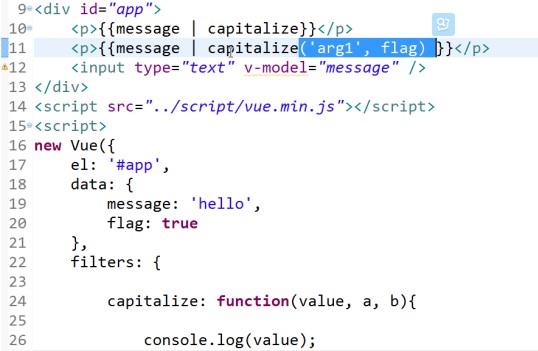 9 <div id="app">
10 <p>{{message | capitalize}}</p>
11 <p>{{message | capitalize('arg1', flag) }}</p>
12 <input type="text" v-model="message" />
13 </div>
14 <script src="../script/vue.min.js"></script>
15 <script>
16 new Vue({
17 el: '#app',
18 data: {
19 message: 'hello',
20 flag: true
21 },
22 filters: {
23
24 capitalize: function(value, a, b){
25
26 console.log(value);